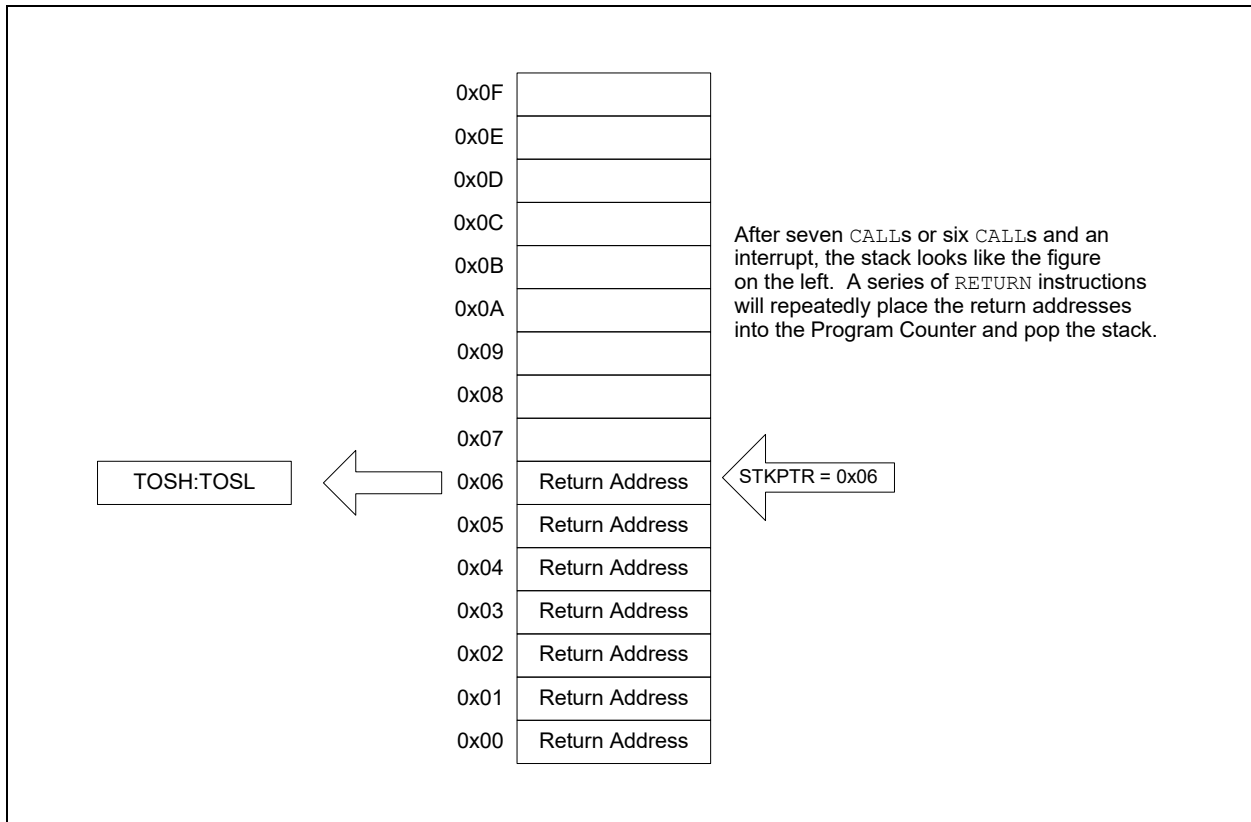 0x0F
0x0E
0x0D
0x0C
0x0B
0x0A
0x09
0x08
0x07
After seven CALLs or six CALLs and an
interrupt, the stack looks like the figure
on the left.  A series of RETURN instructions
will repeatedly place the return addresses
into the Program Counter and pop the stack.
TOSH:TOSL
0x06 Return Address
STKPTR = 0x06
0x05 Return Address
0x04 Return Address
0x03 Return Address
0x02 Return Address
0x01 Return Address
0x00 Return Address